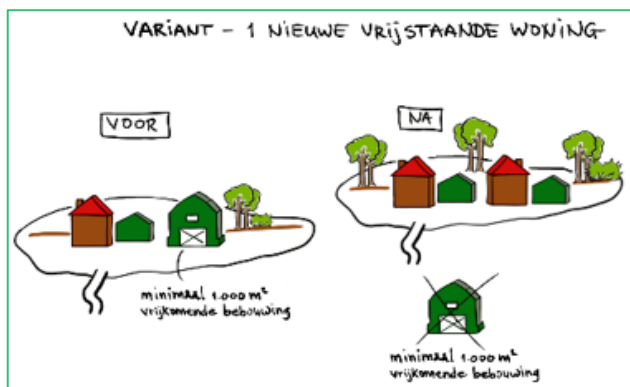 VARIANT - 1 NIEUWE VRIJSTAANDE WONING
VOOR
minimaal 1.000 m²
vrijkomende bebouwing
NA
minimaal 1.000 m²
vrijkomende bebouwing